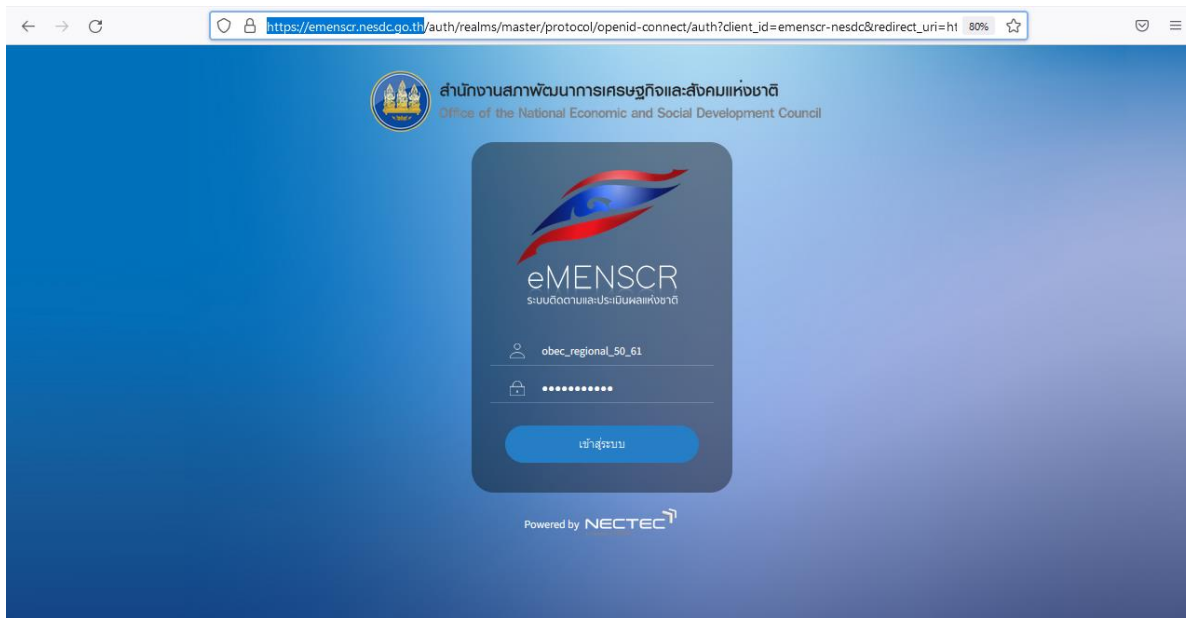 https://emenscr.nesdc.go.th/auth/realms/master/protocol/openid-connect/auth?client_id=emenscr-nesdc&redirect_uri=ht 80%
สำนักงานสภาพัฒนาการเศรษฐกิจและสังคมแห่งชาติ
Office of the National Economic and Social Development Council
eMENSCR
ระบบติดตามและประเมินผลแห่งชาติ
obec_regional_50_61
•••••••••••
เข้าสู่ระบบ
Powered by NECTEC